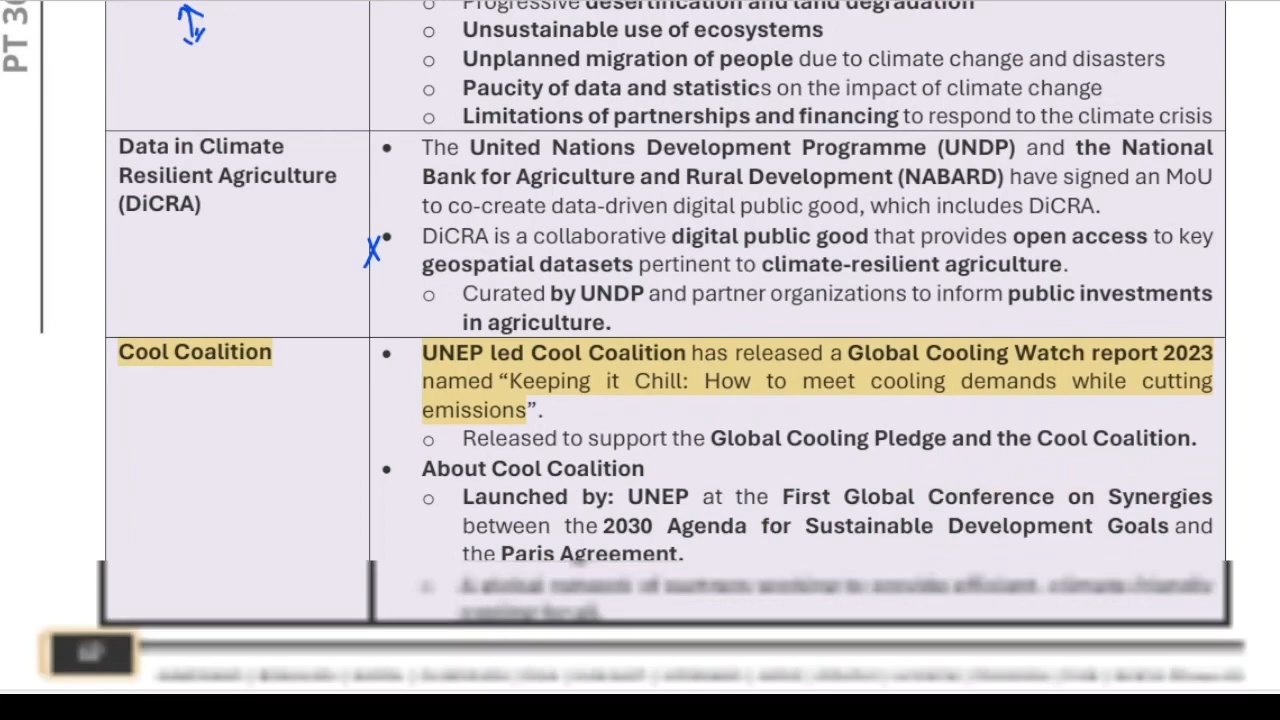 PT 36
Progressive desertification and land degradation
○ Unsustainable use of ecosystems
○ Unplanned migration of people due to climate change and disasters
○ Paucity of data and statistics on the impact of climate change
○ Limitations of partnerships and financing to respond to the climate crisis
Data in Climate
Resilient Agriculture
(DiCRA)
• The United Nations Development Programme (UNDP) and the National
Bank for Agriculture and Rural Development (NABARD) have signed an MoU
to co-create data-driven digital public good, which includes DiCRA.
• DiCRA is a collaborative digital public good that provides open access to key
geospatial datasets pertinent to climate-resilient agriculture.
○ Curated by UNDP and partner organizations to inform public investments
in agriculture.
Cool Coalition
• UNEP led Cool Coalition has released a Global Cooling Watch report 2023
named “Keeping it Chill: How to meet cooling demands while cutting
emissions”.
○ Released to support the Global Cooling Pledge and the Cool Coalition.
• About Cool Coalition
○ Launched by: UNEP at the First Global Conference on Synergies
between the 2030 Agenda for Sustainable Development Goals and
the Paris Agreement.